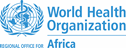 World Health
Organization
REGIONAL OFFICE FOR Africa